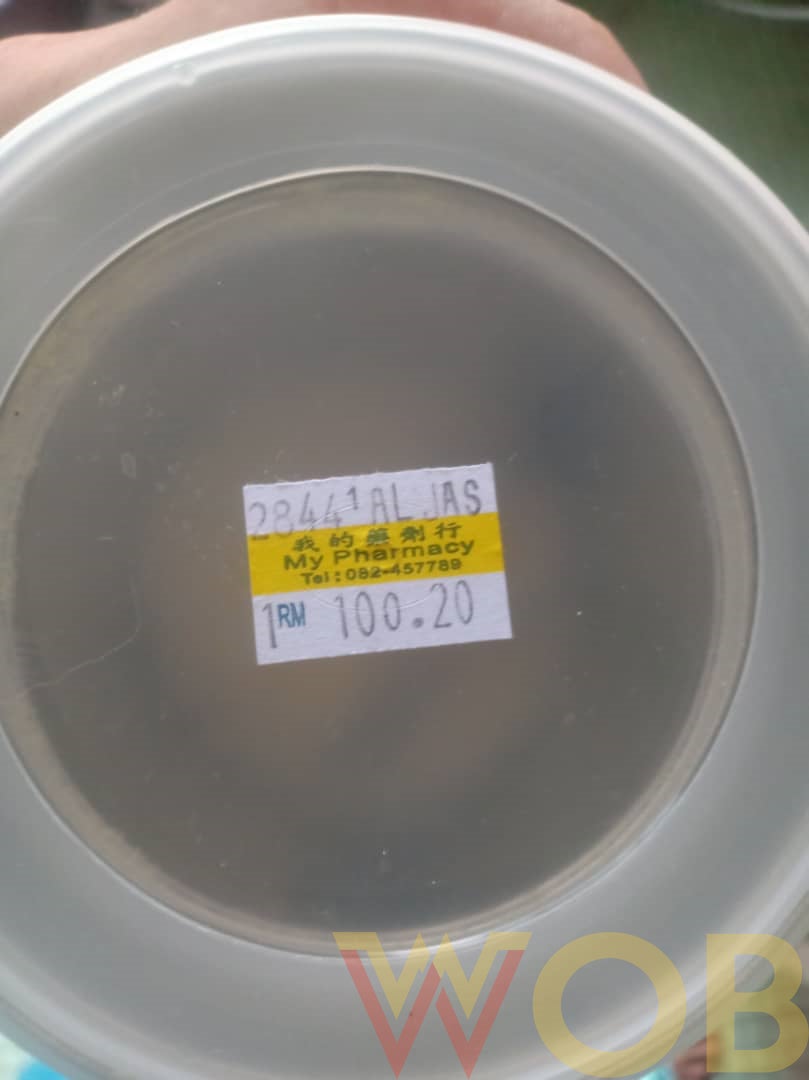 28441AL.JAS
我的藥劑行
My Pharmacy
Tel:082-457789
1RM 100.20
WOB